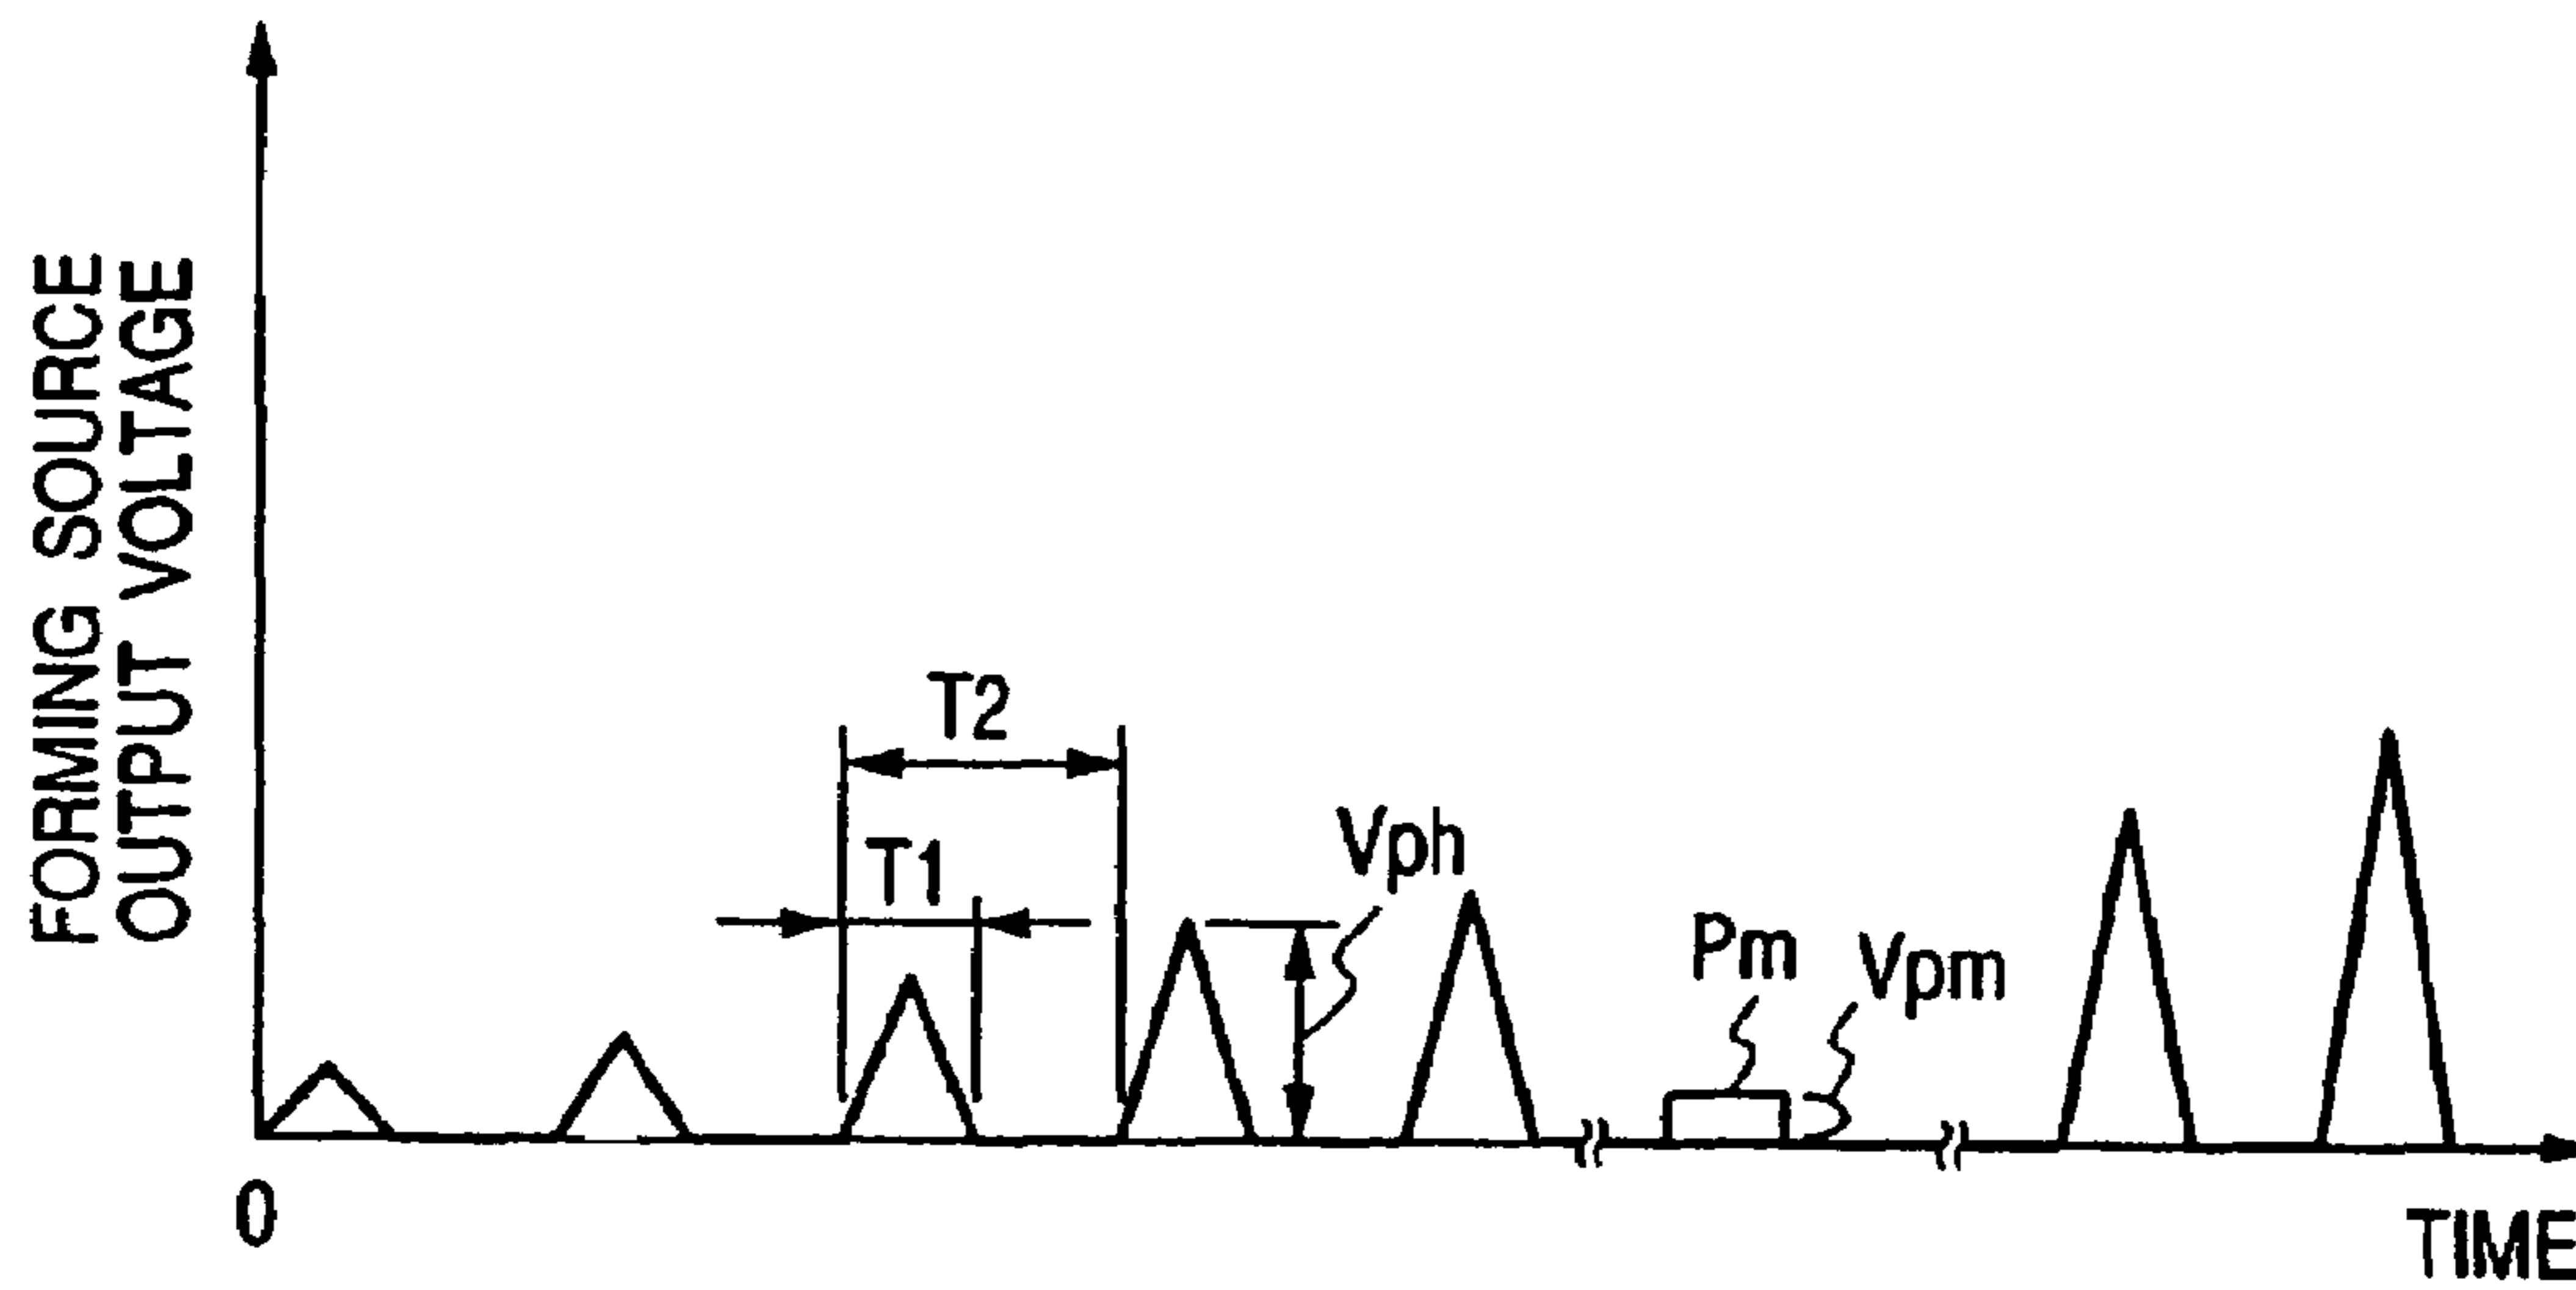 FORMING SOURCE
OUTPUT VOLTAGE
T2
T1
Vph
Pm
Vpm
0
TIME